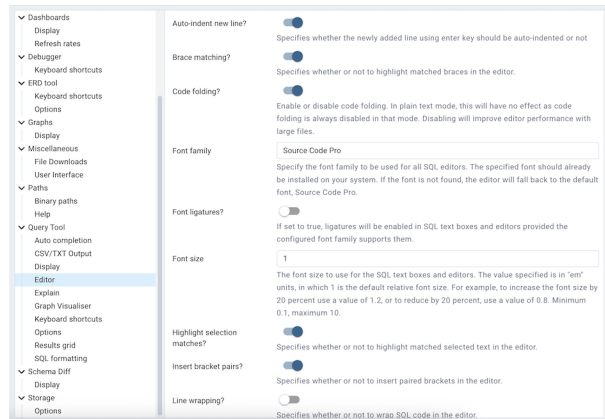 Dashboards
Display
Refresh rates
Debugger
Keyboard shortcuts
ERD tool
Keyboard shortcuts
Options
Graphs
Display
Miscellaneous
File Downloads
User Interface
Paths
Binary paths
Help
Query Tool
Auto completion
CSV/TXT Output
Display
Editor
Explain
Graph Visualiser
Keyboard shortcuts
Options
Results grid
SQL formatting
Schema Diff
Display
Storage
Options
Auto-indent new line?
Specifies whether the newly added line using enter key should be auto-indented or not
Brace matching?
Specifies whether or not to highlight matched braces in the editor.
Code folding?
Enable or disable code folding. In plain text mode, this will have no effect as code
folding is always disabled in that mode. Disabling will improve editor performance with
large files.
Font family
Source Code Pro
Specify the font family to be used for all SQL editors. The specified font should already
be installed on your system. If the font is not found, the editor will fall back to the default
font, Source Code Pro.
Font ligatures?
If set to true, ligatures will be enabled in SQL text boxes and editors provided the
configured font family supports them.
Font size
1
The font size to use for the SQL text boxes and editors. The value specified is in "em"
units, in which 1 is the default relative font size. For example, to increase the font size by
20 percent use a value of 1.2, or to reduce by 20 percent, use a value of 0.8. Minimum
0.1, maximum 10.
Highlight selection
matches?
Specifies whether or not to highlight matched selected text in the editor.
Insert bracket pairs?
Specifies whether or not to insert paired brackets in the editor.
Line wrapping?
Specifies whether or not to wrap SQL code in the editor.